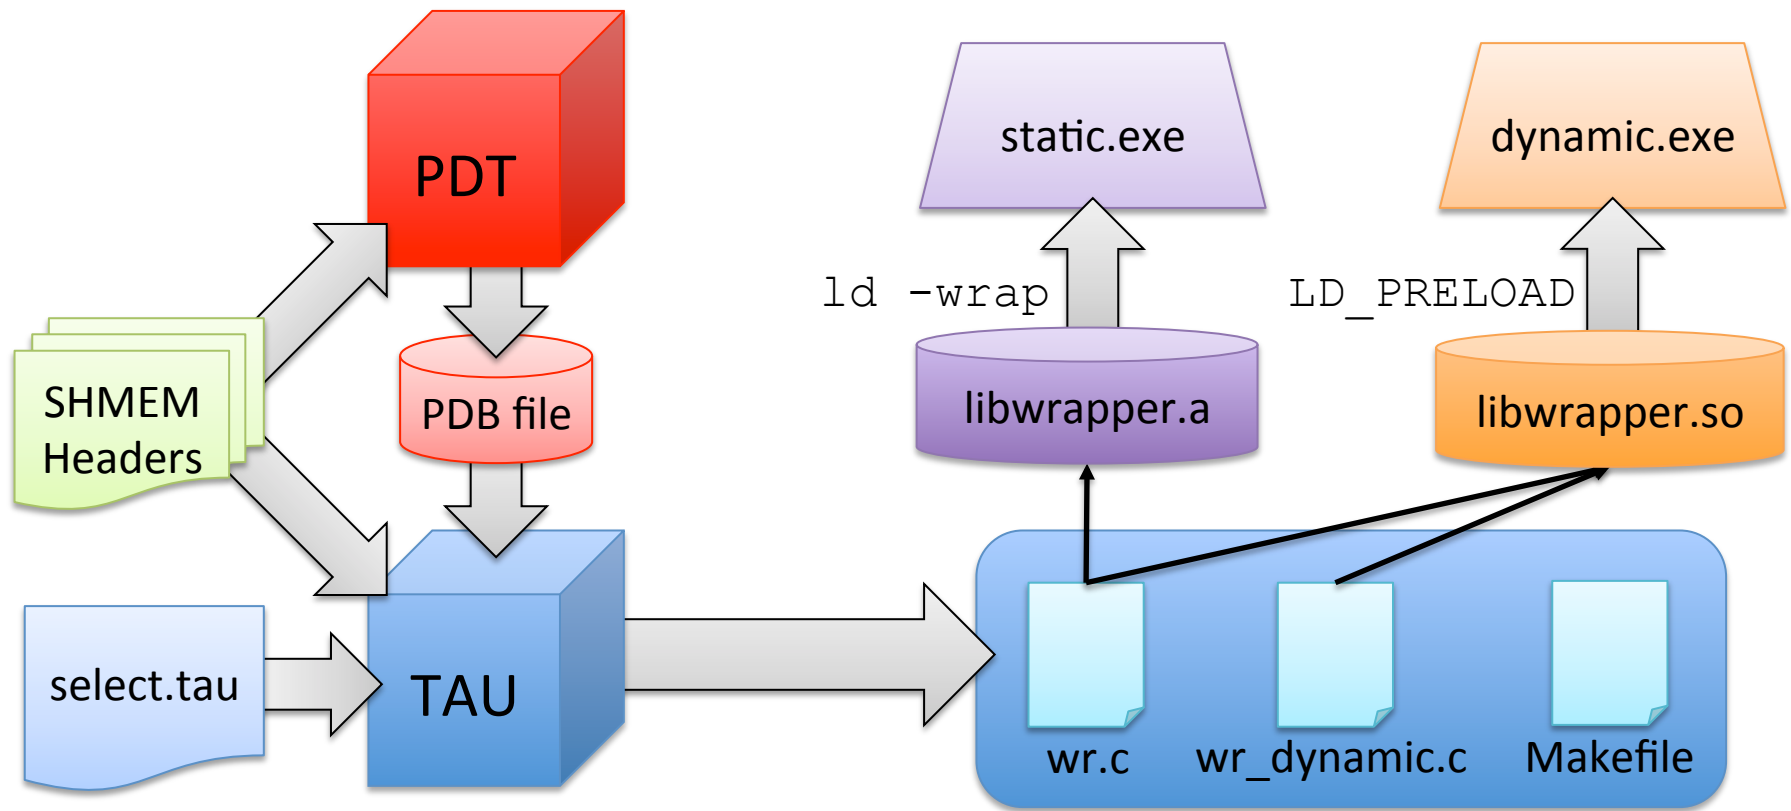 PDT
static.exe
dynamic.exe
ld -wrap
LD_PRELOAD
SHMEM
Headers
PDB file
libwrapper.a
libwrapper.so
select.tau
TAU
wr.c
wr_dynamic.c
Makefile